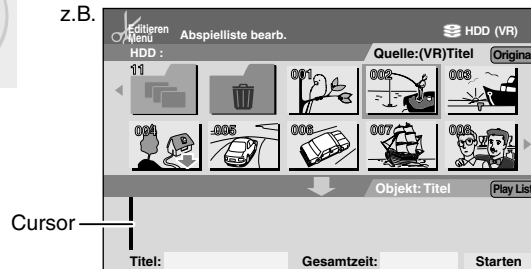 z.B.
Editieren
Menü
Abspielliste bearb.
HDD (VR)
HDD :
Quelle:(VR)Titel
Origina
11
001
002
003
004
005
006
007
008
Objekt: Titel
Play List
Cursor
Titel:
Gesamtzeit:
Starten